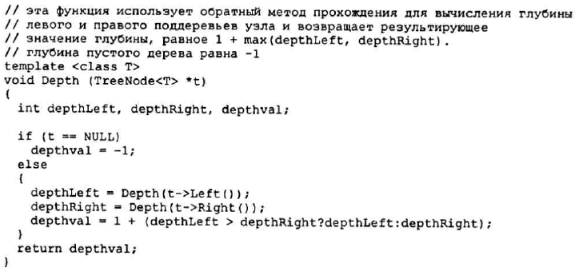 // эта функция использует обратный метод прохождения для вычисления глубины
// левого и правого поддеревьев узла и возвращает результирующее
// значение глубины, равное 1 + max(depthLeft, depthRight).
// глубина пустого дерева равна -1
template <class T>
void Depth (TreeNode<T> *t)
{
int depthLeft, depthRight, depthval;
if (t == NULL)
depthval = -1;
else
{
depthLeft = Depth(t->Left());
depthRight = Depth(t->Right());
depthval = 1 + (depthLeft > depthRight?depthLeft:depthRight);
}
return depthval;
}